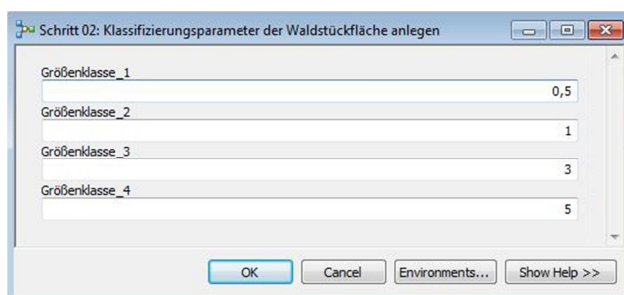 Schritt 02: Klassifizierungsparameter der Waldstückfläche anlegen
Größenklasse_1
0,5
Größenklasse_2
1
Größenklasse_3
3
Größenklasse_4
5
OK Cancel Environments... Show Help >>